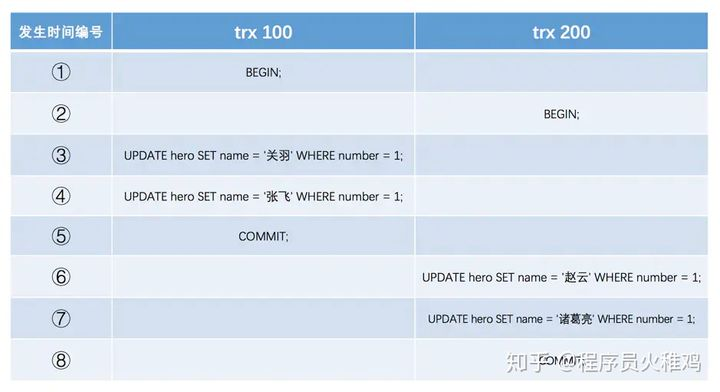 发生时间编号 trx 100 trx 200
① BEGIN;
② BEGIN;
③ UPDATE hero SET name = '关羽' WHERE number = 1;
④ UPDATE hero SET name = '张飞' WHERE number = 1;
⑤ COMMIT;
⑥ UPDATE hero SET name = '赵云' WHERE number = 1;
⑦ UPDATE hero SET name = '诸葛亮' WHERE number = 1;
⑧ COMMIT;
知乎 @程序员火稚鸡